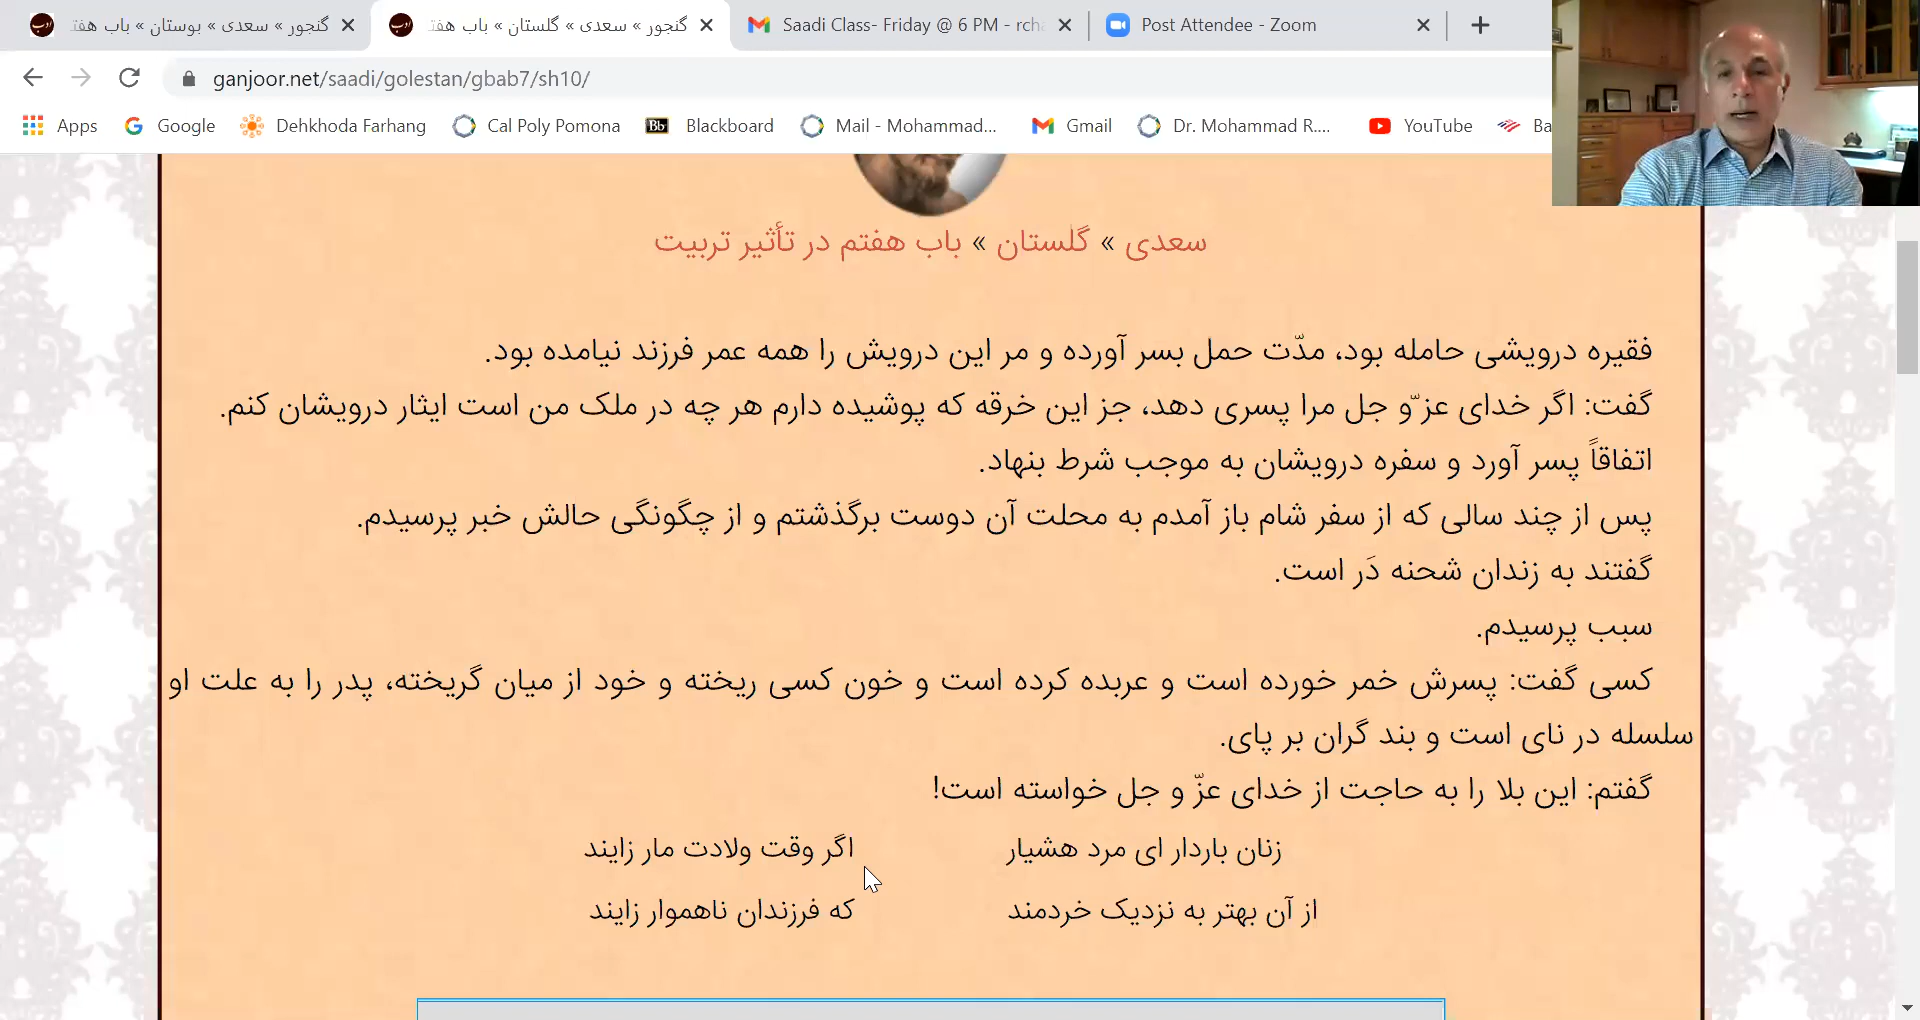 گنجور » سعدی » بوستان » باب هفت
گنجور » سعدی » گلستان » باب هفت
Saadi Class- Friday @ 6 PM - rcha
Post Attendee - Zoom
ganjoor.net/saadi/golestan/gbab7/sh10/
Apps
Google
Dehkhoda Farhang
Cal Poly Pomona
Bb Blackboard
Mail - Mohammad...
Gmail
Dr. Mohammad R....
YouTube
Ba
سعدی » گلستان » باب هفتم در تأثیر تربیت
فقیره درویشی حامله بود، مدّت حمل بسر آورده و مر این درویش را همه عمر فرزند نیامده بود.
گفت: اگر خدای عزّ و جل مرا پسری دهد، جز این خرقه که پوشیده دارم هر چه در ملک من است ایثار درویشان کنم.
اتفاقاً پسر آورد و سفره درویشان به موجب شرط بنهاد.
پس از چند سالی که از سفر شام باز آمدم به محلت آن دوست برگذشتم و از چگونگی حالش خبر پرسیدم.
گفتند به زندان شحنه دَر است.
سبب پرسیدم.
کسی گفت: پسرش خمر خورده است و عربده کرده است و خون کسی ریخته و خود از میان گریخته، پدر را به علت او
سلسله در نای است و بند گران بر پای.
گفتم: این بلا را به حاجت از خدای عزّ و جل خواسته است!
زنان باردار ای مرد هشیار
اگر وقت ولادت مار زایند
از آن بهتر به نزدیک خردمند
که فرزندان ناهموار زایند